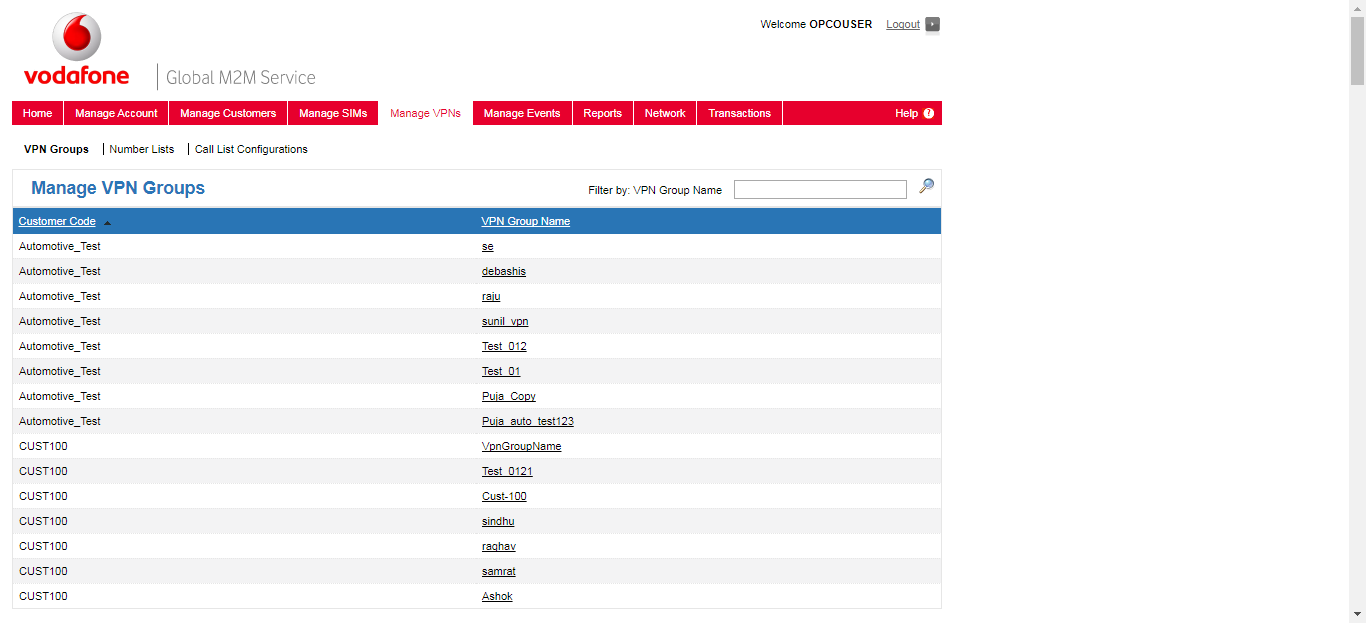 Welcome OPCOUSER Logout
vodafone Global M2M Service
Home Manage Account Manage Customers Manage SIMs Manage VPNs Manage Events Reports Network Transactions Help ?
VPN Groups Number Lists Call List Configurations
Manage VPN Groups Filter by: VPN Group Name
Customer Code VPN Group Name
Automotive_Test se
Automotive_Test debashis
Automotive_Test raju
Automotive_Test sunil_vpn
Automotive_Test Test_012
Automotive_Test Test_01
Automotive_Test Puja_Copy
Automotive_Test Puja_auto_test123
CUST100 VpnGroupName
CUST100 Test_0121
CUST100 Cust-100
CUST100 sindhu
CUST100 raghav
CUST100 samrat
CUST100 Ashok